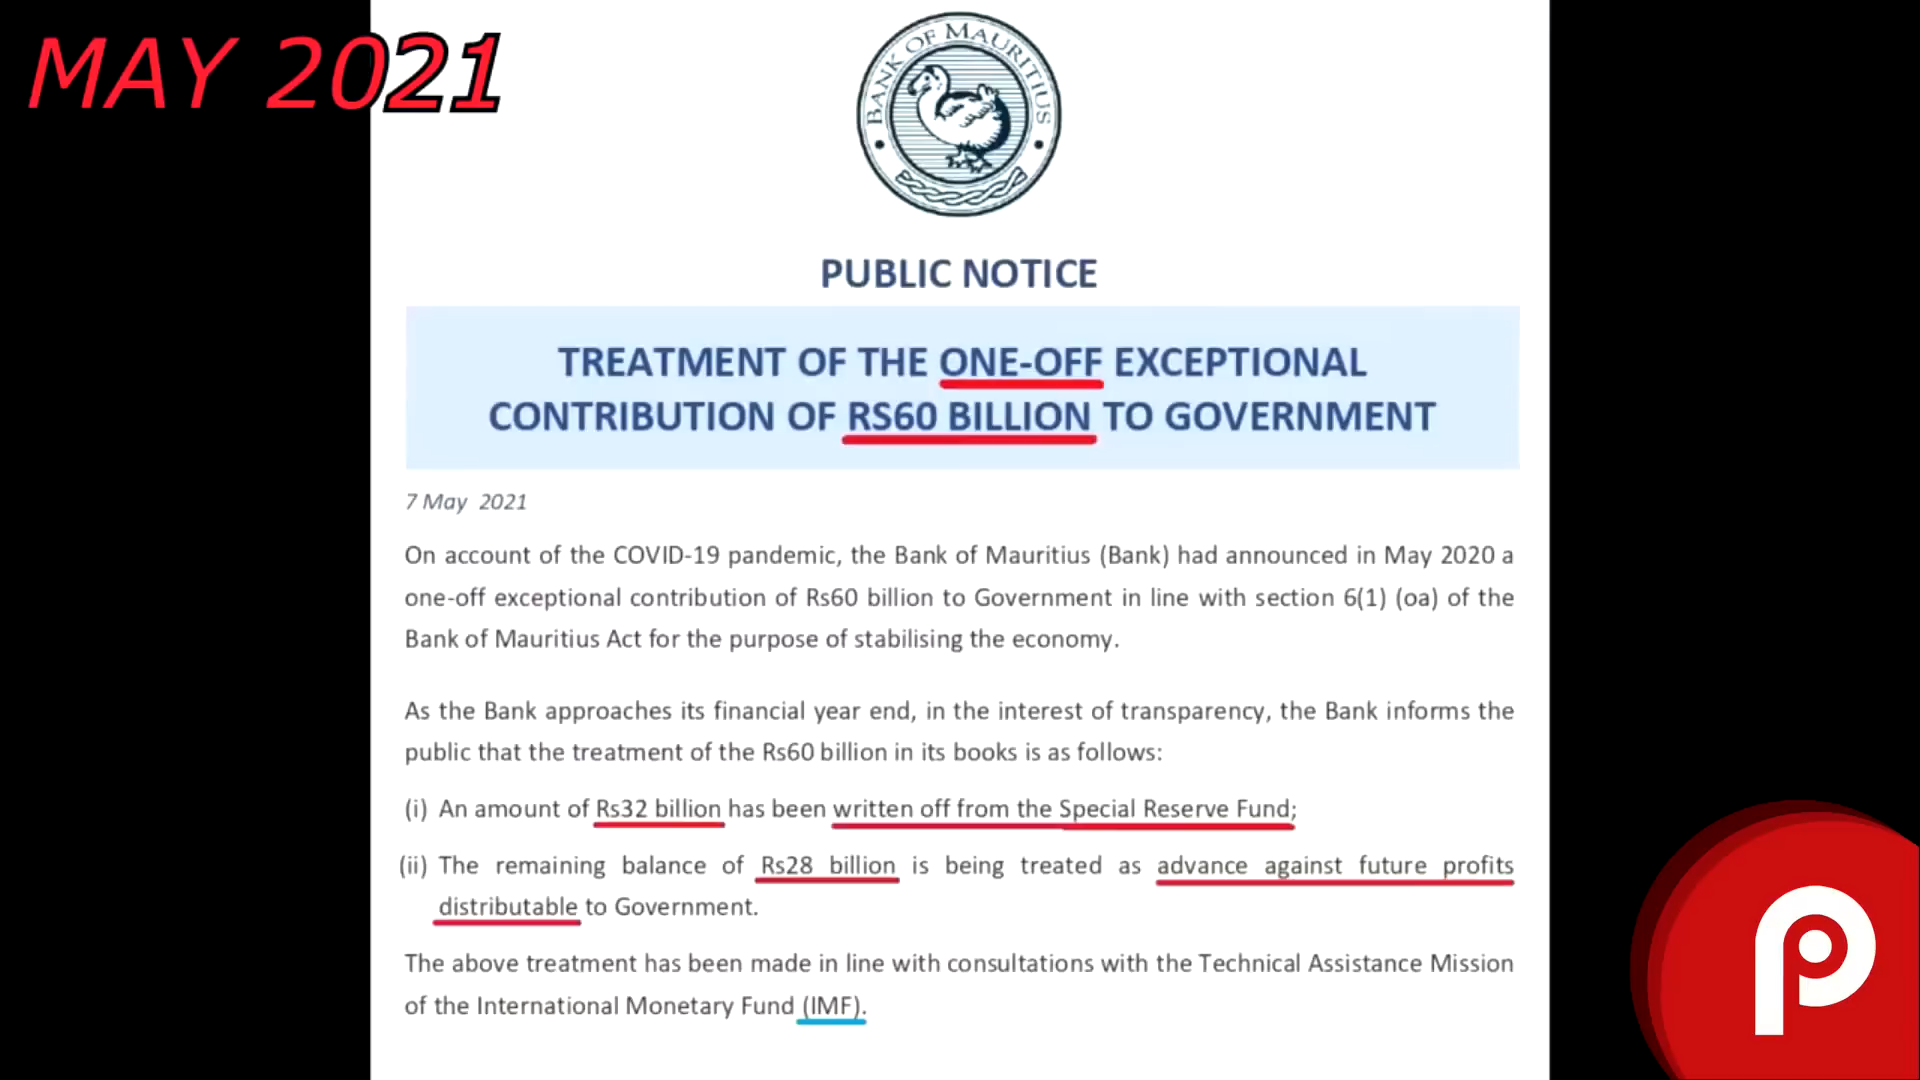 MAY 2021
BANK OF MAURITIUS
PUBLIC NOTICE
TREATMENT OF THE ONE-OFF EXCEPTIONAL
CONTRIBUTION OF RS60 BILLION TO GOVERNMENT
7 May 2021
On account of the COVID-19 pandemic, the Bank of Mauritius (Bank) had announced in May 2020 a
one-off exceptional contribution of Rs60 billion to Government in line with section 6(1) (oa) of the
Bank of Mauritius Act for the purpose of stabilising the economy.
As the Bank approaches its financial year end, in the interest of transparency, the Bank informs the
public that the treatment of the Rs60 billion in its books is as follows:
(i) An amount of Rs32 billion has been written off from the Special Reserve Fund;
(ii) The remaining balance of Rs28 billion is being treated as advance against future profits
distributable to Government.
The above treatment has been made in line with consultations with the Technical Assistance Mission
of the International Monetary Fund (IMF).
P